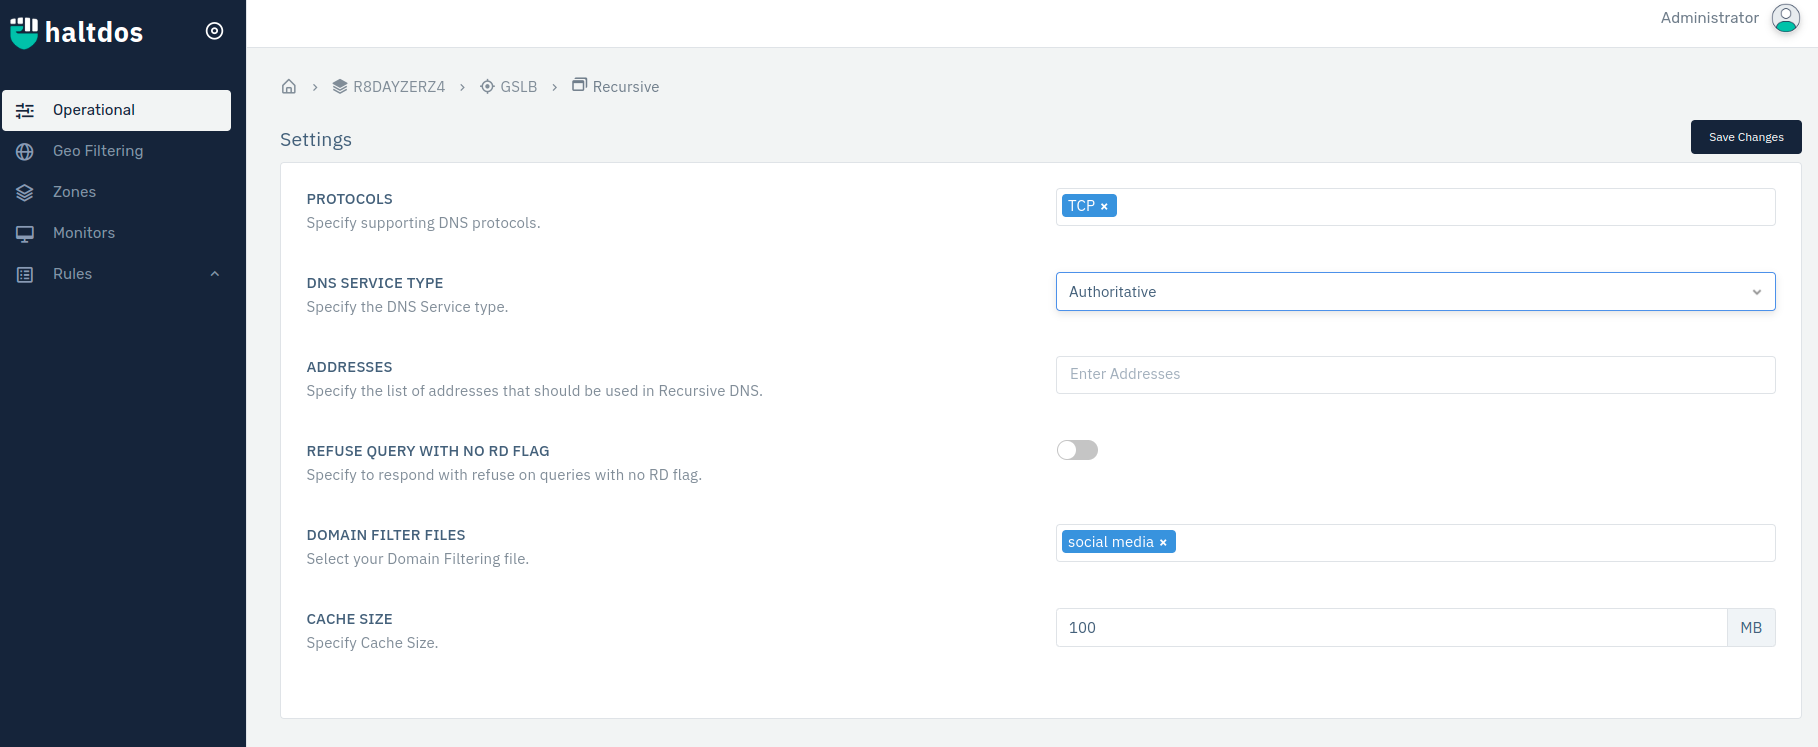 haltdos
Administrator
R8DAYZERZ4 GSLB Recursive
Operational
Geo Filtering
Zones
Monitors
Rules
Settings
Save Changes
PROTOCOLS
Specify supporting DNS protocols.
TCP ×
DNS SERVICE TYPE
Specify the DNS Service type.
Authoritative
ADDRESSES
Specify the list of addresses that should be used in Recursive DNS.
Enter Addresses
REFUSE QUERY WITH NO RD FLAG
Specify to respond with refuse on queries with no RD flag.
DOMAIN FILTER FILES
Select your Domain Filtering file.
social media ×
CACHE SIZE
Specify Cache Size.
100 MB